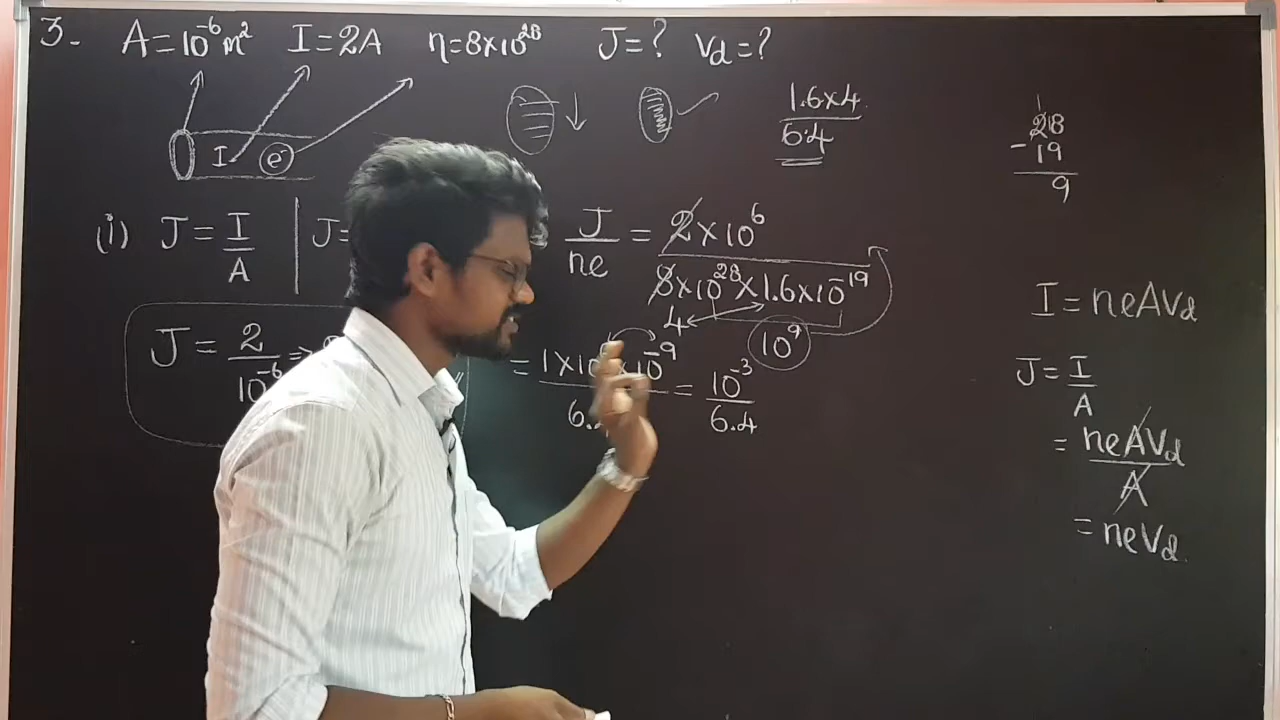 3. A = 10⁻⁶ m² I = 2A n = 8×10²⁸ J = ? Vd = ?
I e⁻
1.6×4
6.4
28
- 19
9
(i) J = I/A | J =
J/ne = 2×10⁶ / 8×10²⁸×1.6×10⁻¹⁹
4 10⁹
J = 2/10⁻⁶ ⇒
= 1×10 ×10⁻⁹ / 6. = 10⁻³/6.4
I = neAVd
J = I/A
= neAVd/A
= neVd